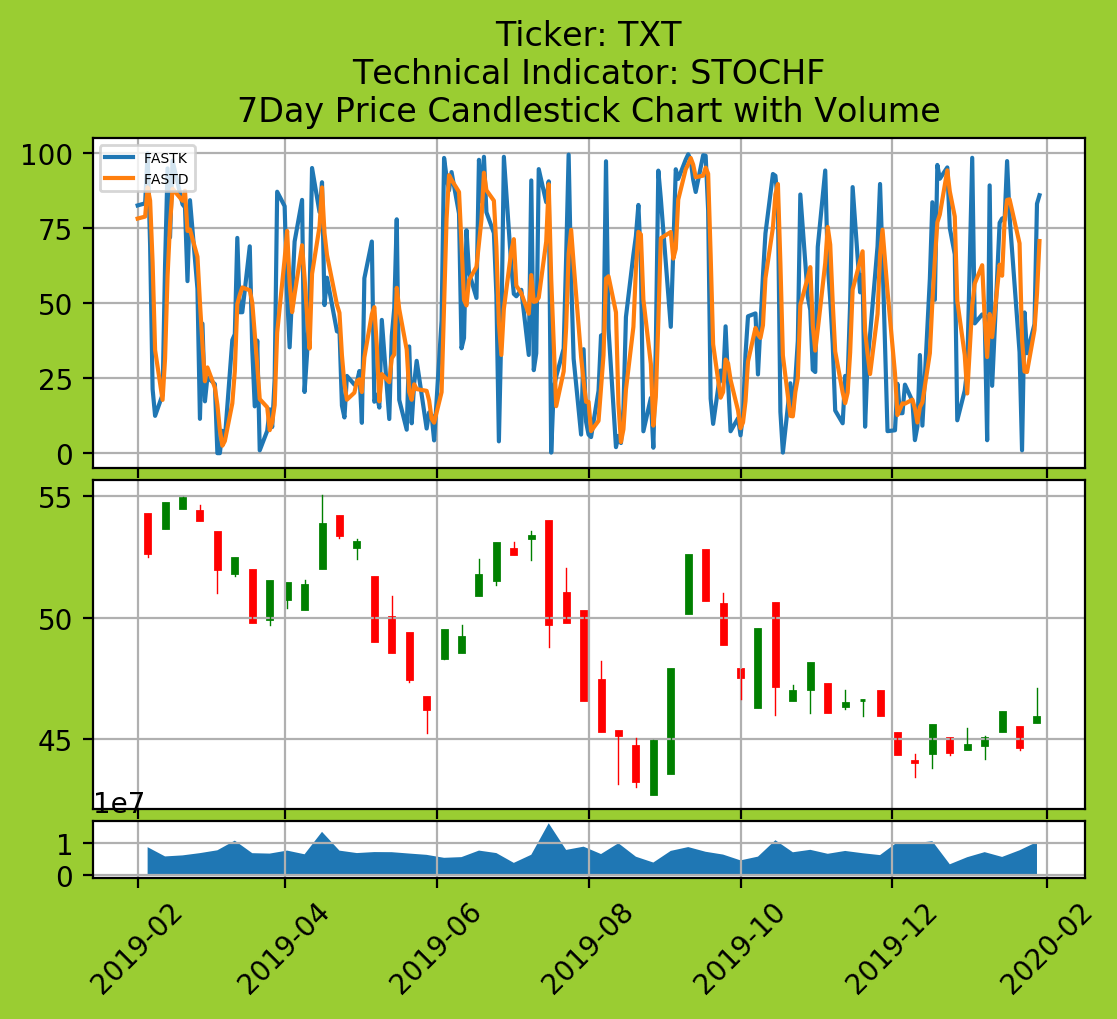 Ticker: TXT
Technical Indicator: STOCHF
7Day Price Candlestick Chart with Volume
100
75
50
25
0
FASTK
FASTD
55
50
45
1e7
1
0
2019-02
2019-04
2019-06
2019-08
2019-10
2019-12
2020-02